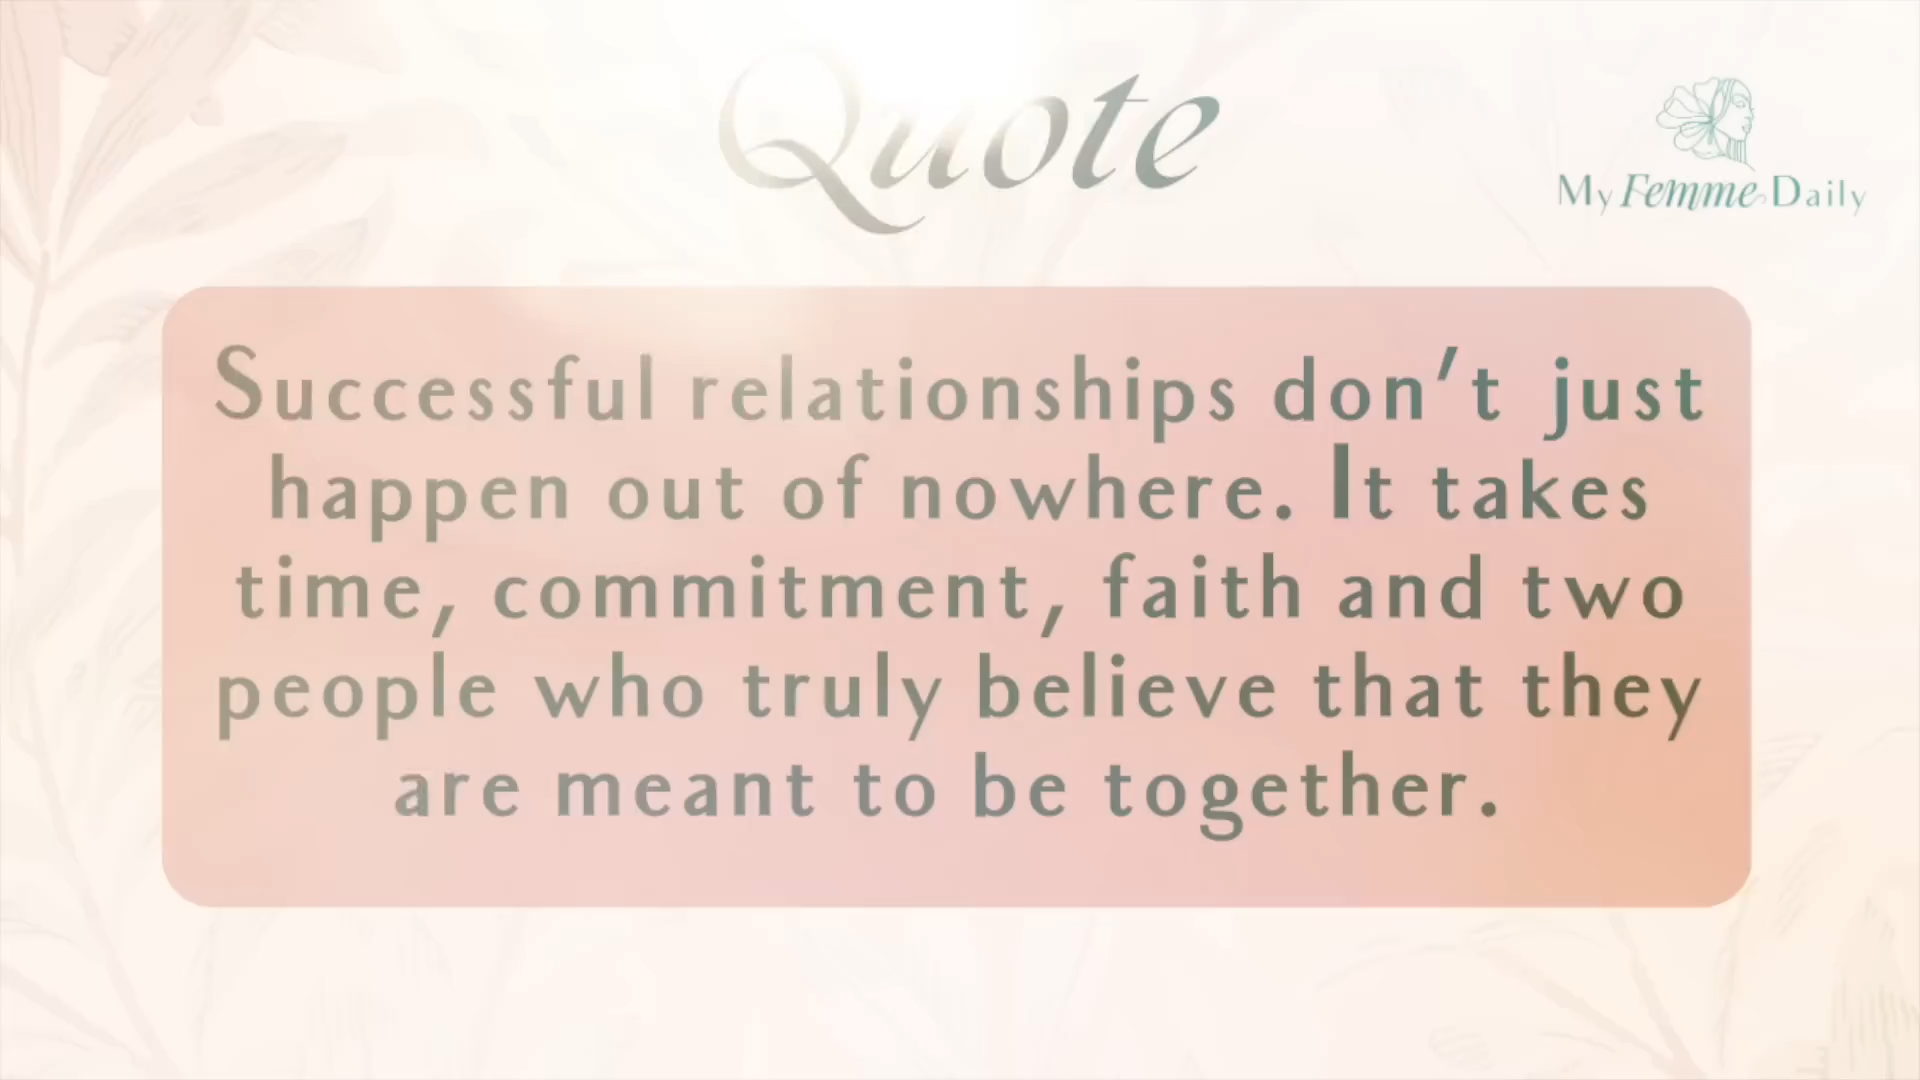 Quote
My Femme Daily
Successful relationships don't just
happen out of nowhere. It takes
time, commitment, faith and two
people who truly believe that they
are meant to be together.